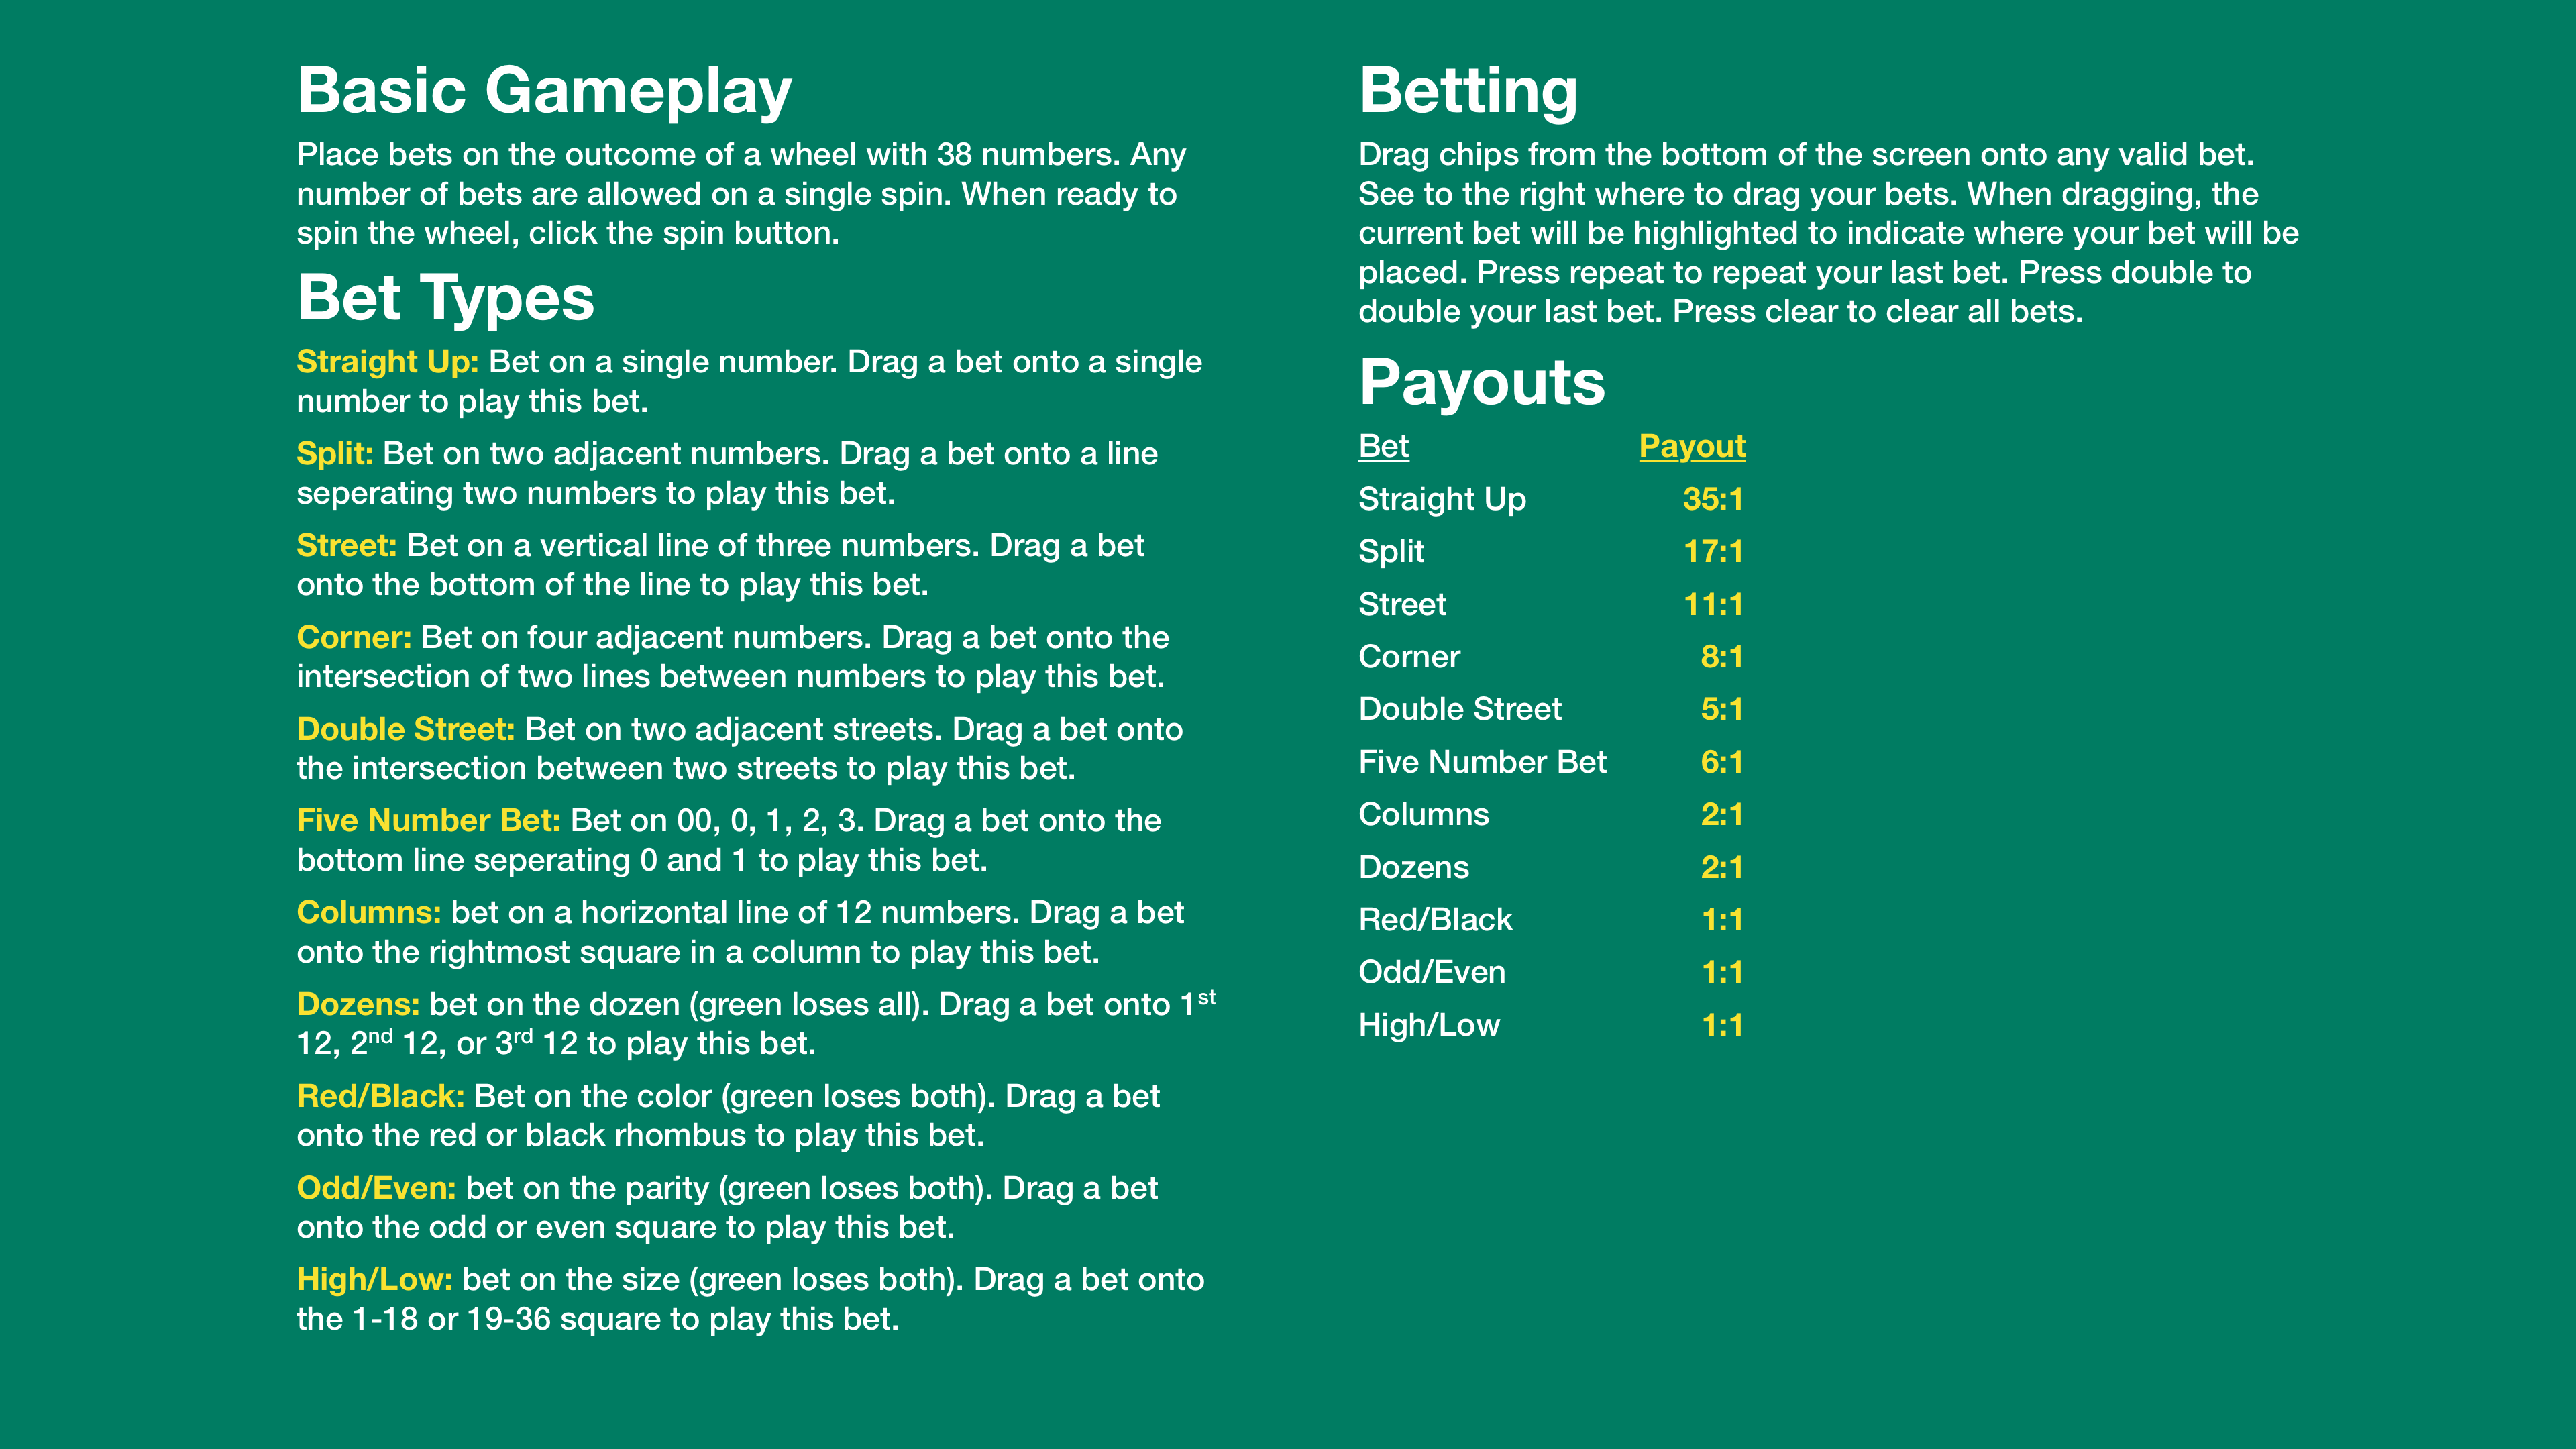 Basic Gameplay
Place bets on the outcome of a wheel with 38 numbers. Any
number of bets are allowed on a single spin. When ready to
spin the wheel, click the spin button.
Bet Types
Straight Up: Bet on a single number. Drag a bet onto a single
number to play this bet.
Split: Bet on two adjacent numbers. Drag a bet onto a line
seperating two numbers to play this bet.
Street: Bet on a vertical line of three numbers. Drag a bet
onto the bottom of the line to play this bet.
Corner: Bet on four adjacent numbers. Drag a bet onto the
intersection of two lines between numbers to play this bet.
Double Street: Bet on two adjacent streets. Drag a bet onto
the intersection between two streets to play this bet.
Five Number Bet: Bet on 00, 0, 1, 2, 3. Drag a bet onto the
bottom line seperating 0 and 1 to play this bet.
Columns: bet on a horizontal line of 12 numbers. Drag a bet
onto the rightmost square in a column to play this bet.
Dozens: bet on the dozen (green loses all). Drag a bet onto 1st
12, 2nd 12, or 3rd 12 to play this bet.
Red/Black: Bet on the color (green loses both). Drag a bet
onto the red or black rhombus to play this bet.
Odd/Even: bet on the parity (green loses both). Drag a bet
onto the odd or even square to play this bet.
High/Low: bet on the size (green loses both). Drag a bet onto
the 1-18 or 19-36 square to play this bet.
Betting
Drag chips from the bottom of the screen onto any valid bet.
See to the right where to drag your bets. When dragging, the
current bet will be highlighted to indicate where your bet will be
placed. Press repeat to repeat your last bet. Press double to
double your last bet. Press clear to clear all bets.
Payouts
Bet Payout
Straight Up 35:1
Split 17:1
Street 11:1
Corner 8:1
Double Street 5:1
Five Number Bet 6:1
Columns 2:1
Dozens 2:1
Red/Black 1:1
Odd/Even 1:1
High/Low 1:1